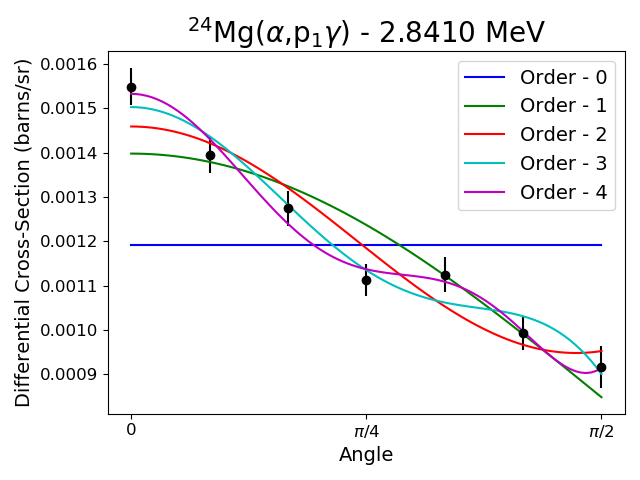 ²⁴Mg(α,p₁γ) - 2.8410 MeV
Differential Cross-Section (barns/sr)
0.0016
0.0015
0.0014
0.0013
0.0012
0.0011
0.0010
0.0009
Order - 0
Order - 1
Order - 2
Order - 3
Order - 4
0
π/4
π/2
Angle